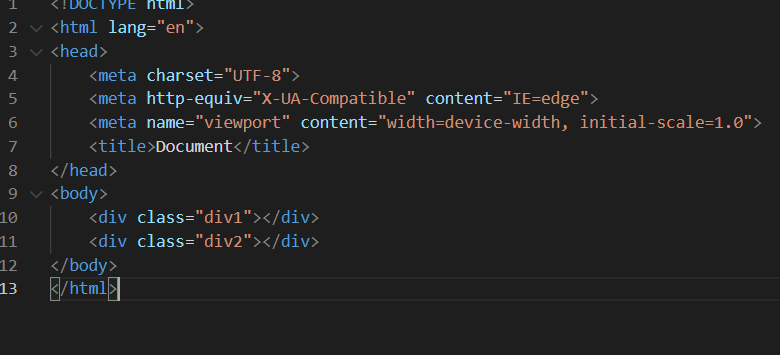 1 <!DOCTYPE html>
2 <html lang="en">
3 <head>
4     <meta charset="UTF-8">
5     <meta http-equiv="X-UA-Compatible" content="IE=edge">
6     <meta name="viewport" content="width=device-width, initial-scale=1.0">
7     <title>Document</title>
8 </head>
9 <body>
10     <div class="div1"></div>
11     <div class="div2"></div>
12 </body>
13 </html>